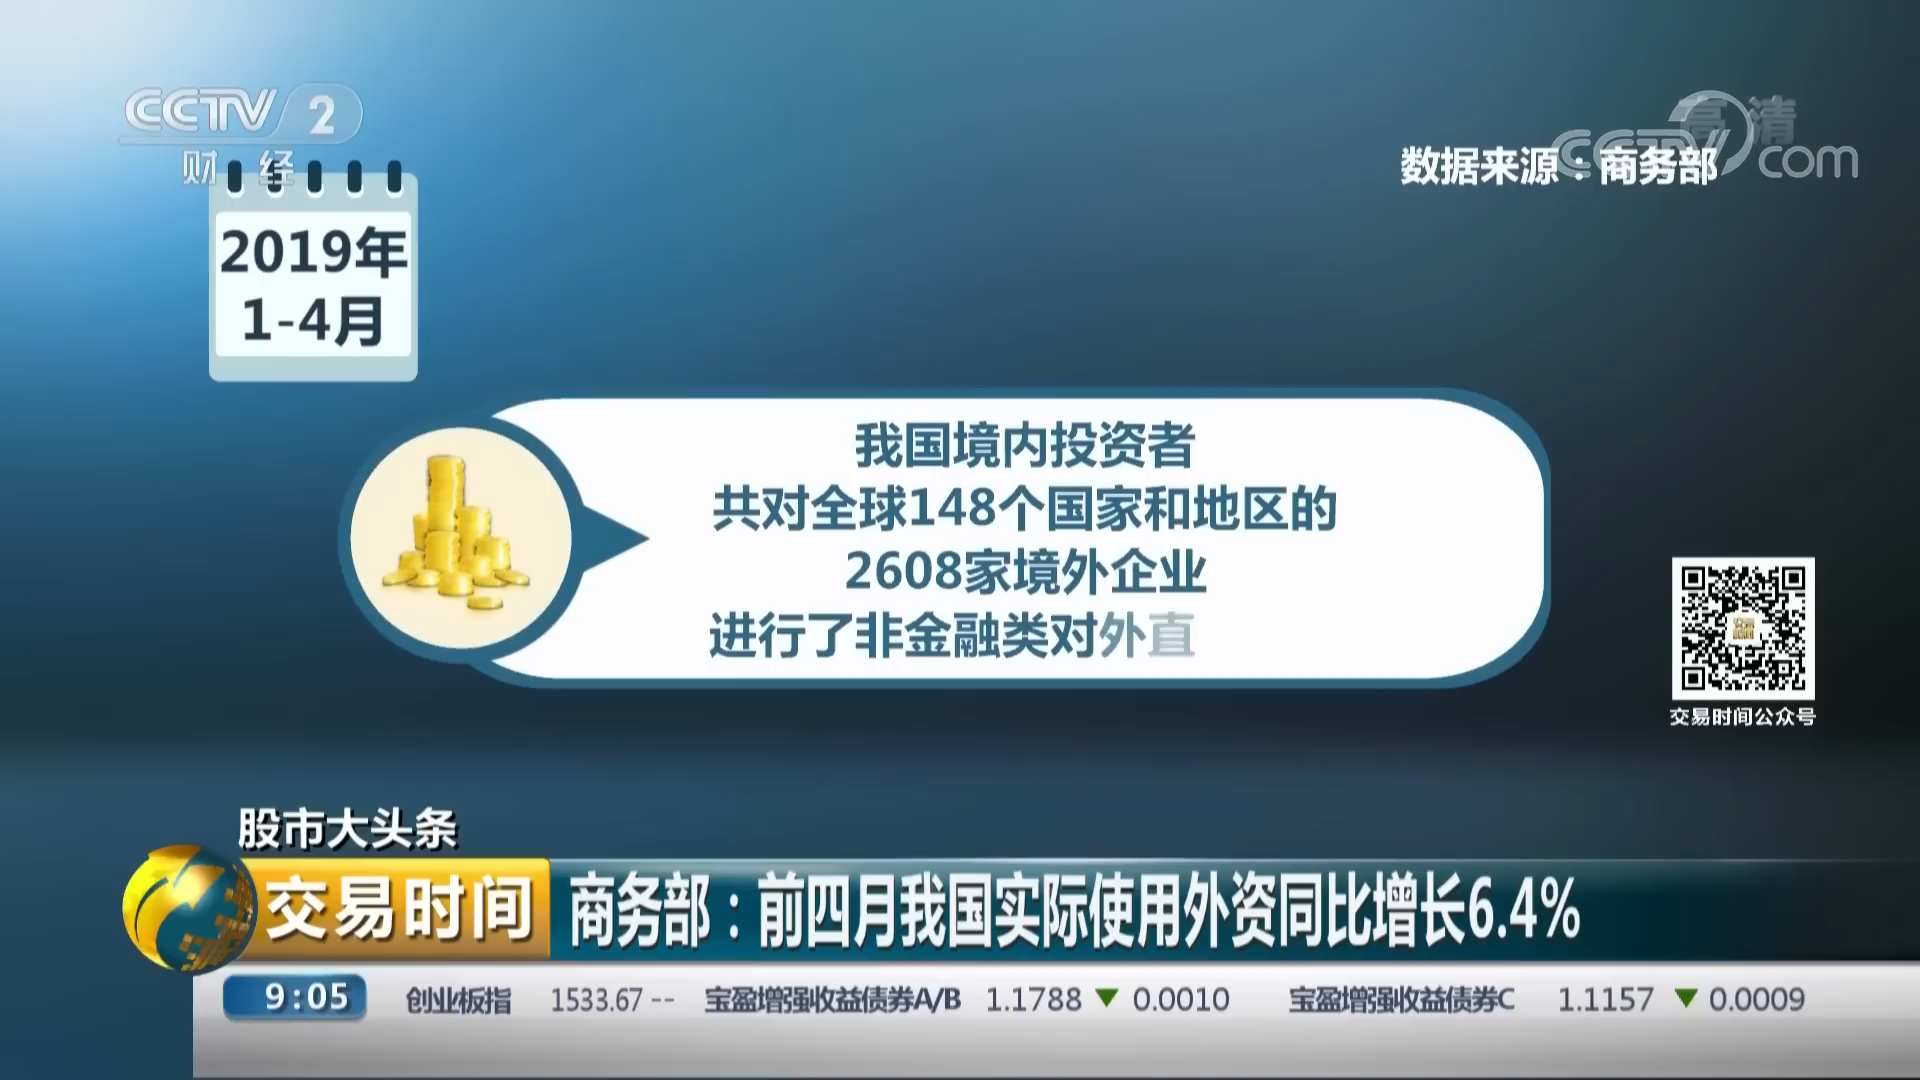 CCTV 2
财 经
高清
CCTV com
数据来源：商务部
2019年
1-4月
我国境内投资者
共对全球148个国家和地区的
2608家境外企业
进行了非金融类对外直
交易时间公众号
股市大头条
交易时间
商务部：前四月我国实际使用外资同比增长6.4%
9:05 创业板指 1533.67 -- 宝盈增强收益债券A/B 1.1788 ▼ 0.0010 宝盈增强收益债券C 1.1157 ▼ 0.0009